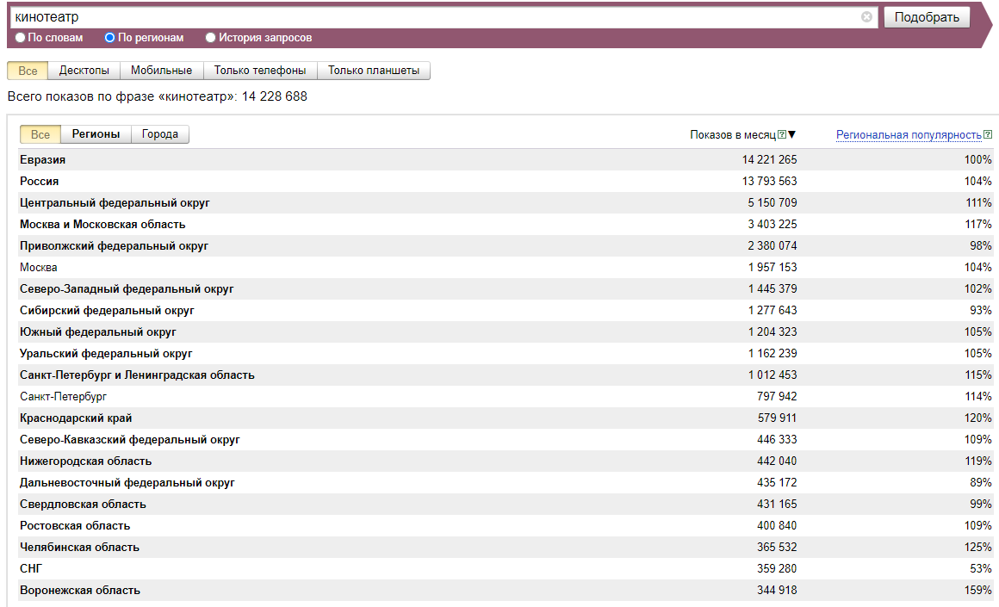 кинотеатр Подобрать
По словам По регионам История запросов
Все Десктопы Мобильные Только телефоны Только планшеты
Всего показов по фразе «кинотеатр»: 14 228 688
Все Регионы Города Показов в месяц ? ▼ Региональная популярность ?
Евразия 14 221 265 100%
Россия 13 793 563 104%
Центральный федеральный округ 5 150 709 111%
Москва и Московская область 3 403 225 117%
Приволжский федеральный округ 2 380 074 98%
Москва 1 957 153 104%
Северо-Западный федеральный округ 1 445 379 102%
Сибирский федеральный округ 1 277 643 93%
Южный федеральный округ 1 204 323 105%
Уральский федеральный округ 1 162 239 105%
Санкт-Петербург и Ленинградская область 1 012 453 115%
Санкт-Петербург 797 942 114%
Краснодарский край 579 911 120%
Северо-Кавказский федеральный округ 446 333 109%
Нижегородская область 442 040 119%
Дальневосточный федеральный округ 435 172 89%
Свердловская область 431 165 99%
Ростовская область 400 840 109%
Челябинская область 365 532 125%
СНГ 359 280 53%
Воронежская область 344 918 159%